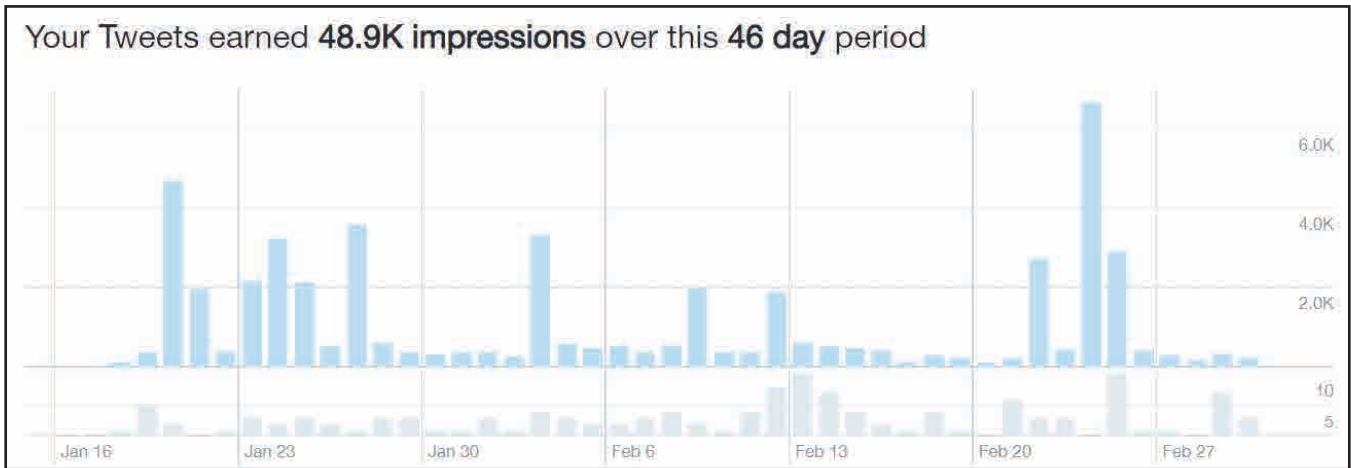 Your Tweets earned 48.9K impressions over this 46 day period
6.0K
4.0K
2.0K
10
5
Jan 16 Jan 23 Jan 30 Feb 6 Feb 13 Feb 20 Feb 27